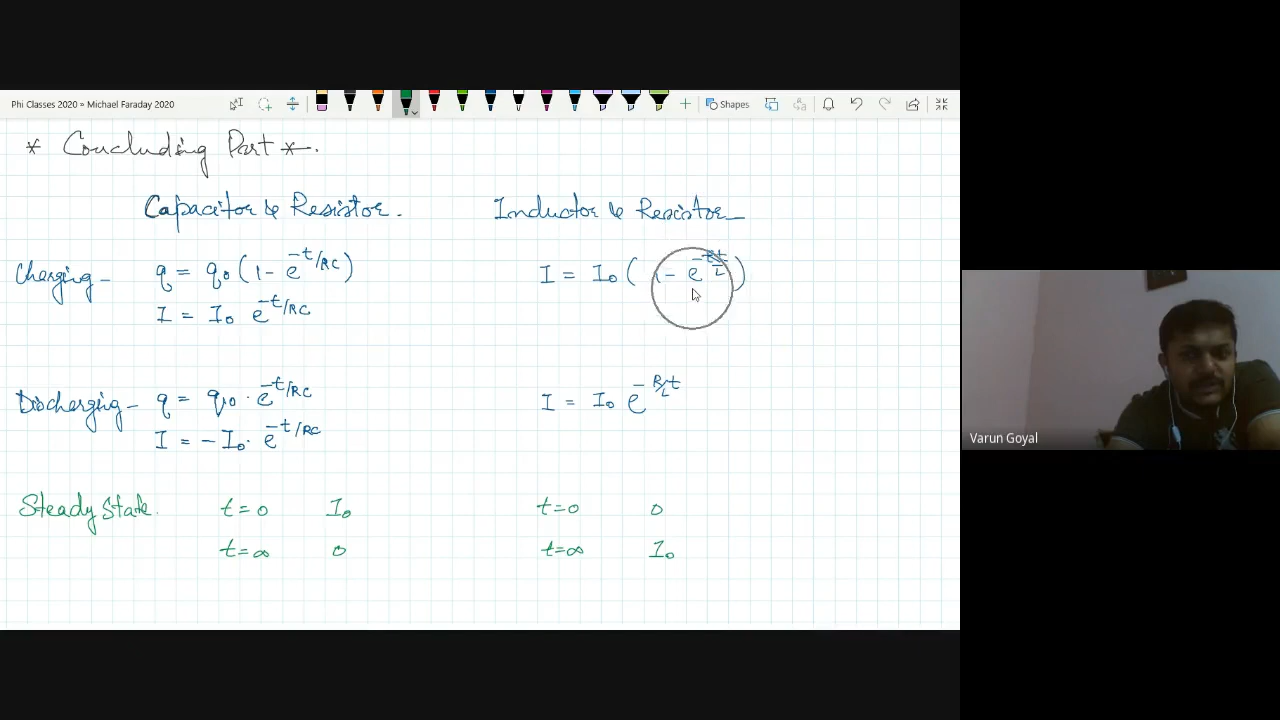 Phi Classes 2020 » Michael Faraday 2020
Shapes
* Concluding Part *.
Capacitor & Resistor. Inductor & Resistor
Charging - q = q₀ (1 - e^-t/RC) I = I₀ (1 - e^-Rt/L)
I = I₀ e^-t/RC
Discharging - q = q₀ . e^-t/RC I = I₀ e^-R/L t
I = - I₀ . e^-t/RC
Steady State. t = 0 I₀ t = 0 0
t = ∞ 0 t = ∞ I₀
Varun Goyal